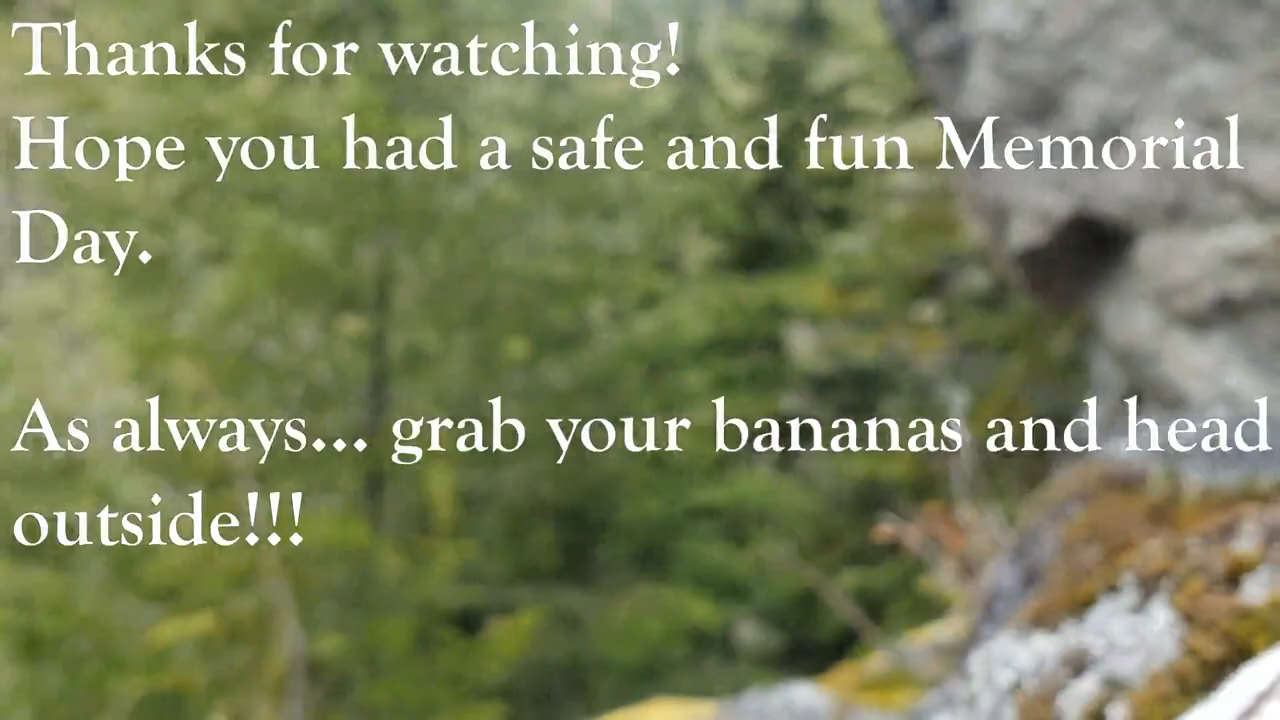 Thanks for watching!
Hope you had a safe and fun Memorial
Day.
As always... grab your bananas and head
outside!!!